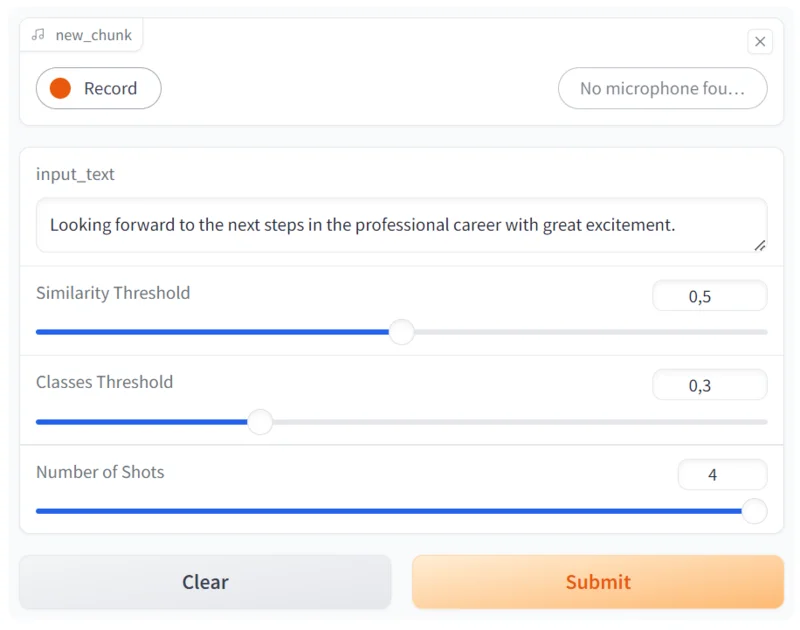 new_chunk
Record
No microphone fou...
input_text
Looking forward to the next steps in the professional career with great excitement.
Similarity Threshold
0,5
Classes Threshold
0,3
Number of Shots
4
Clear
Submit